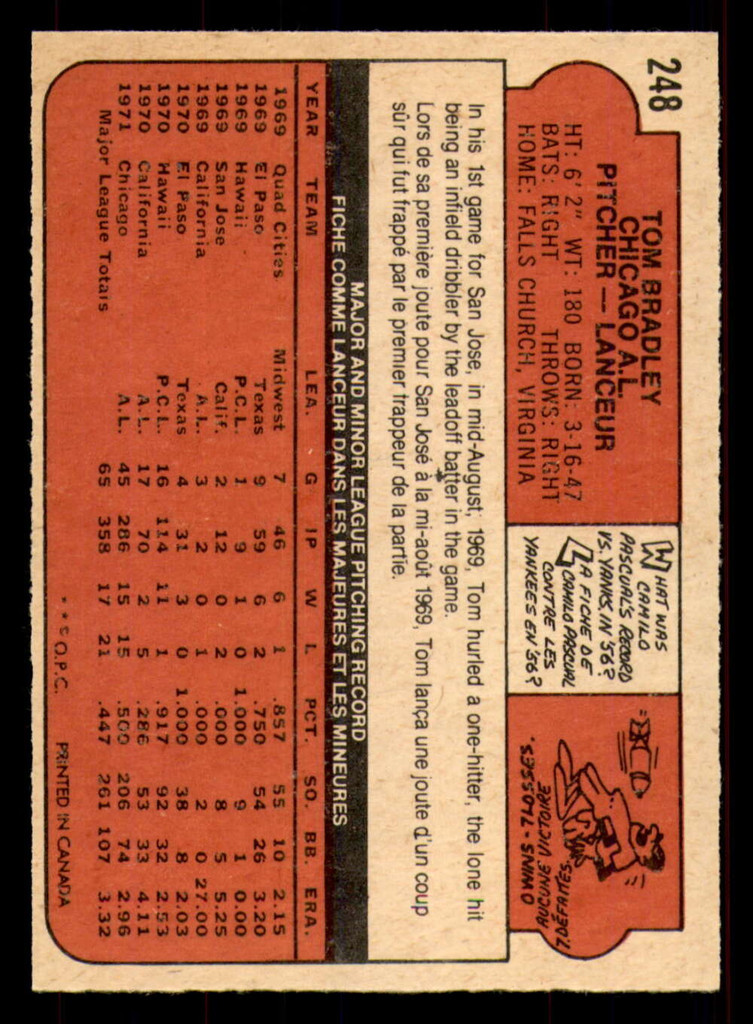 248
TOM BRADLEY
CHICAGO A.L.
PITCHER — LANCEUR
HT: 6' 2" WT: 180 BORN: 3-16-47
BATS: RIGHT THROWS: RIGHT
HOME: FALLS CHURCH, VIRGINIA
WHAT WAS
CAMILO
PASCUAL'S RECORD
VS. YANKS, IN '56?
LA FICHE DE
CAMILO PASCUAL
CONTRE LES
YANKEES EN '56?
0 WINS - 7 LOSSES.
AUCUNE VICTOIRE
7 DEFAITES.
In his 1st game for San Jose, in mid-August, 1969, Tom hurled a one-hitter, the lone hit
being an infield dribbler by the leadoff batter in the game.
Lors de sa première joute pour San José à la mi-août 1969, Tom lança une joute d'un coup
sûr qui fut frappé par le premier frappeur de la partie.
MAJOR AND MINOR LEAGUE PITCHING RECORD
FICHE COMME LANCEUR DANS LES MAJEURES ET LES MINEURES
YEAR TEAM LEA. G IP W L PCT. SO. BB. ERA.
1969 Quad Cities Midwest 7 46 6 1 .857 55 10 2.15
1969 El Paso Texas 9 59 6 2 .750 54 26 3.20
1969 Hawaii P.C.L. 1 9 1 0 1.000 9 1 0.00
1969 San Jose Calif. 2 12 0 2 .000 8 5 5.25
1969 California A.L. 3 2 0 1 .000 2 0 27.00
1970 El Paso Texas 4 31 3 0 1.000 38 8 2.03
1970 Hawaii P.C.L. 16 114 11 1 .917 92 32 2.53
1970 California A.L. 17 70 2 5 .286 53 33 4.11
1971 Chicago A.L. 45 286 15 15 .500 206 74 2.96
Major League Totals 65 358 17 21 .447 261 107 3.32
**© O.P.C. PRINTED IN CANADA